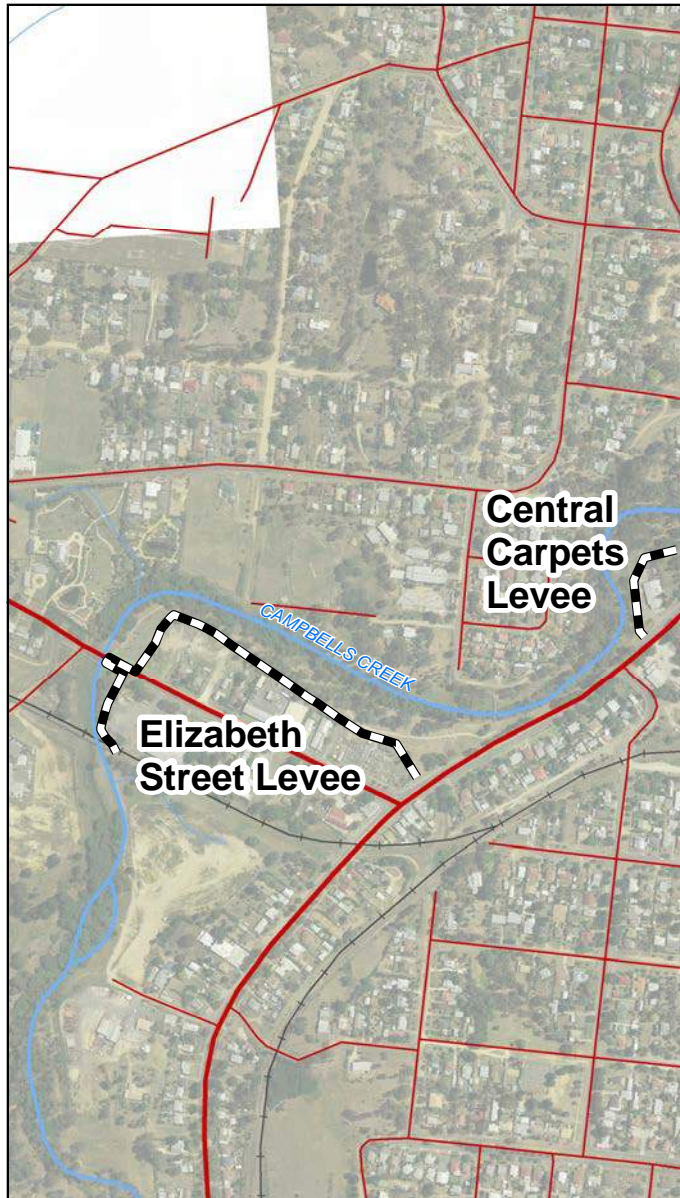 Central
Carpets
Levee
CAMPBELLS CREEK
Elizabeth
Street Levee